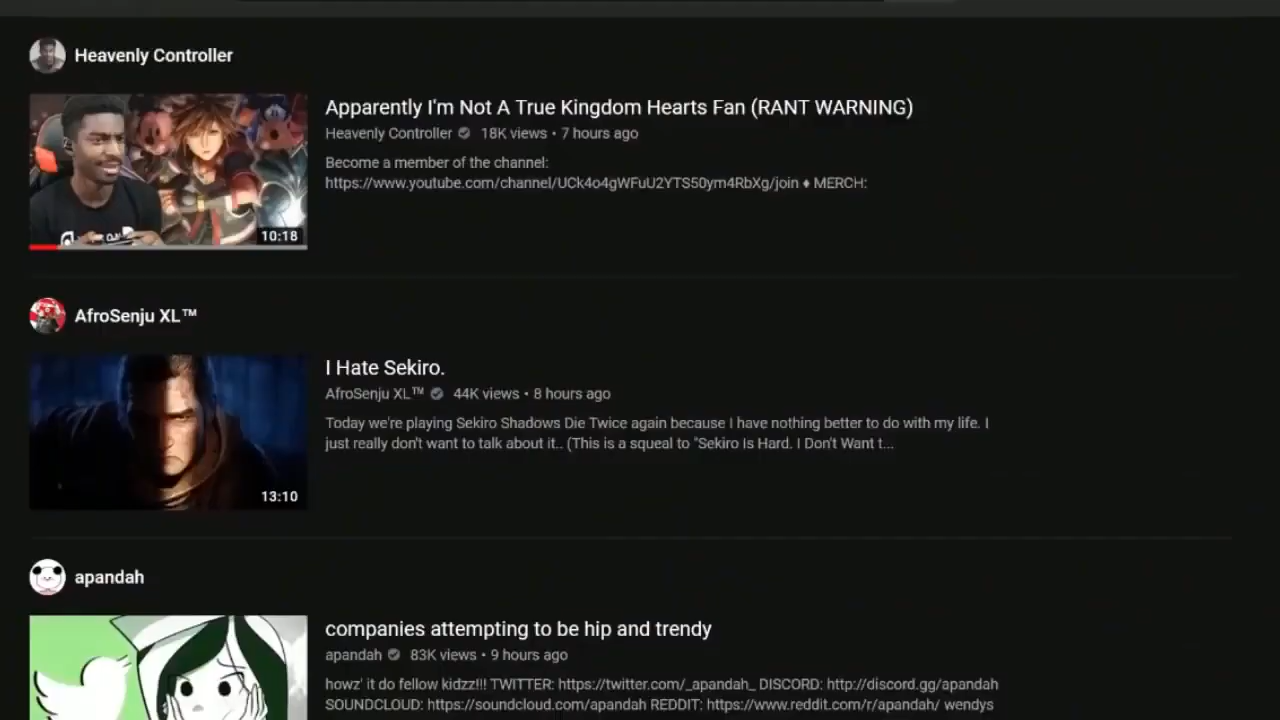 Heavenly Controller
Apparently I'm Not A True Kingdom Hearts Fan (RANT WARNING)
Heavenly Controller 18K views • 7 hours ago
Become a member of the channel:
https://www.youtube.com/channel/UCk4o4gWFuU2YTS50ym4RbXg/join ♦ MERCH:
10:18
AfroSenju XL™
I Hate Sekiro.
AfroSenju XL™ 44K views • 8 hours ago
Today we're playing Sekiro Shadows Die Twice again because I have nothing better to do with my life. I
just really don't want to talk about it.. (This is a squeal to "Sekiro Is Hard. I Don't Want t...
13:10
apandah
companies attempting to be hip and trendy
apandah 83K views • 9 hours ago
howz' it do fellow kidzz!!! TWITTER: https://twitter.com/_apandah_ DISCORD: http://discord.gg/apandah
SOUNDCLOUD: https://soundcloud.com/apandah REDDIT: https://www.reddit.com/r/apandah/ wendys